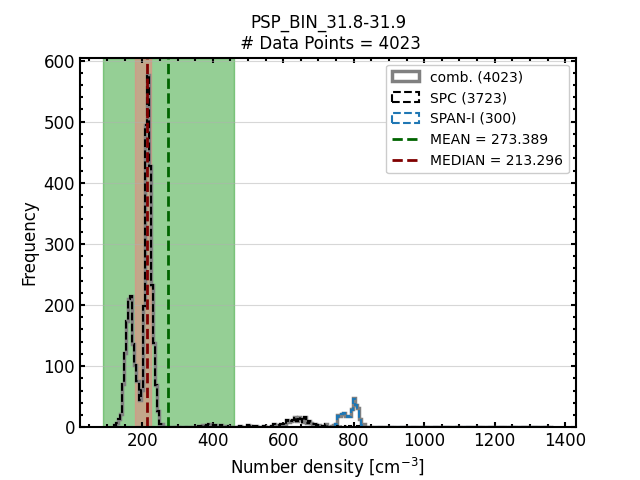 PSP_BIN_31.8-31.9
# Data Points = 4023
comb. (4023)
SPC (3723)
SPAN-I (300)
MEAN = 273.389
MEDIAN = 213.296
Frequency
600
500
400
300
200
100
0
200 400 600 800 1000 1200 1400
Number density [cm⁻³]